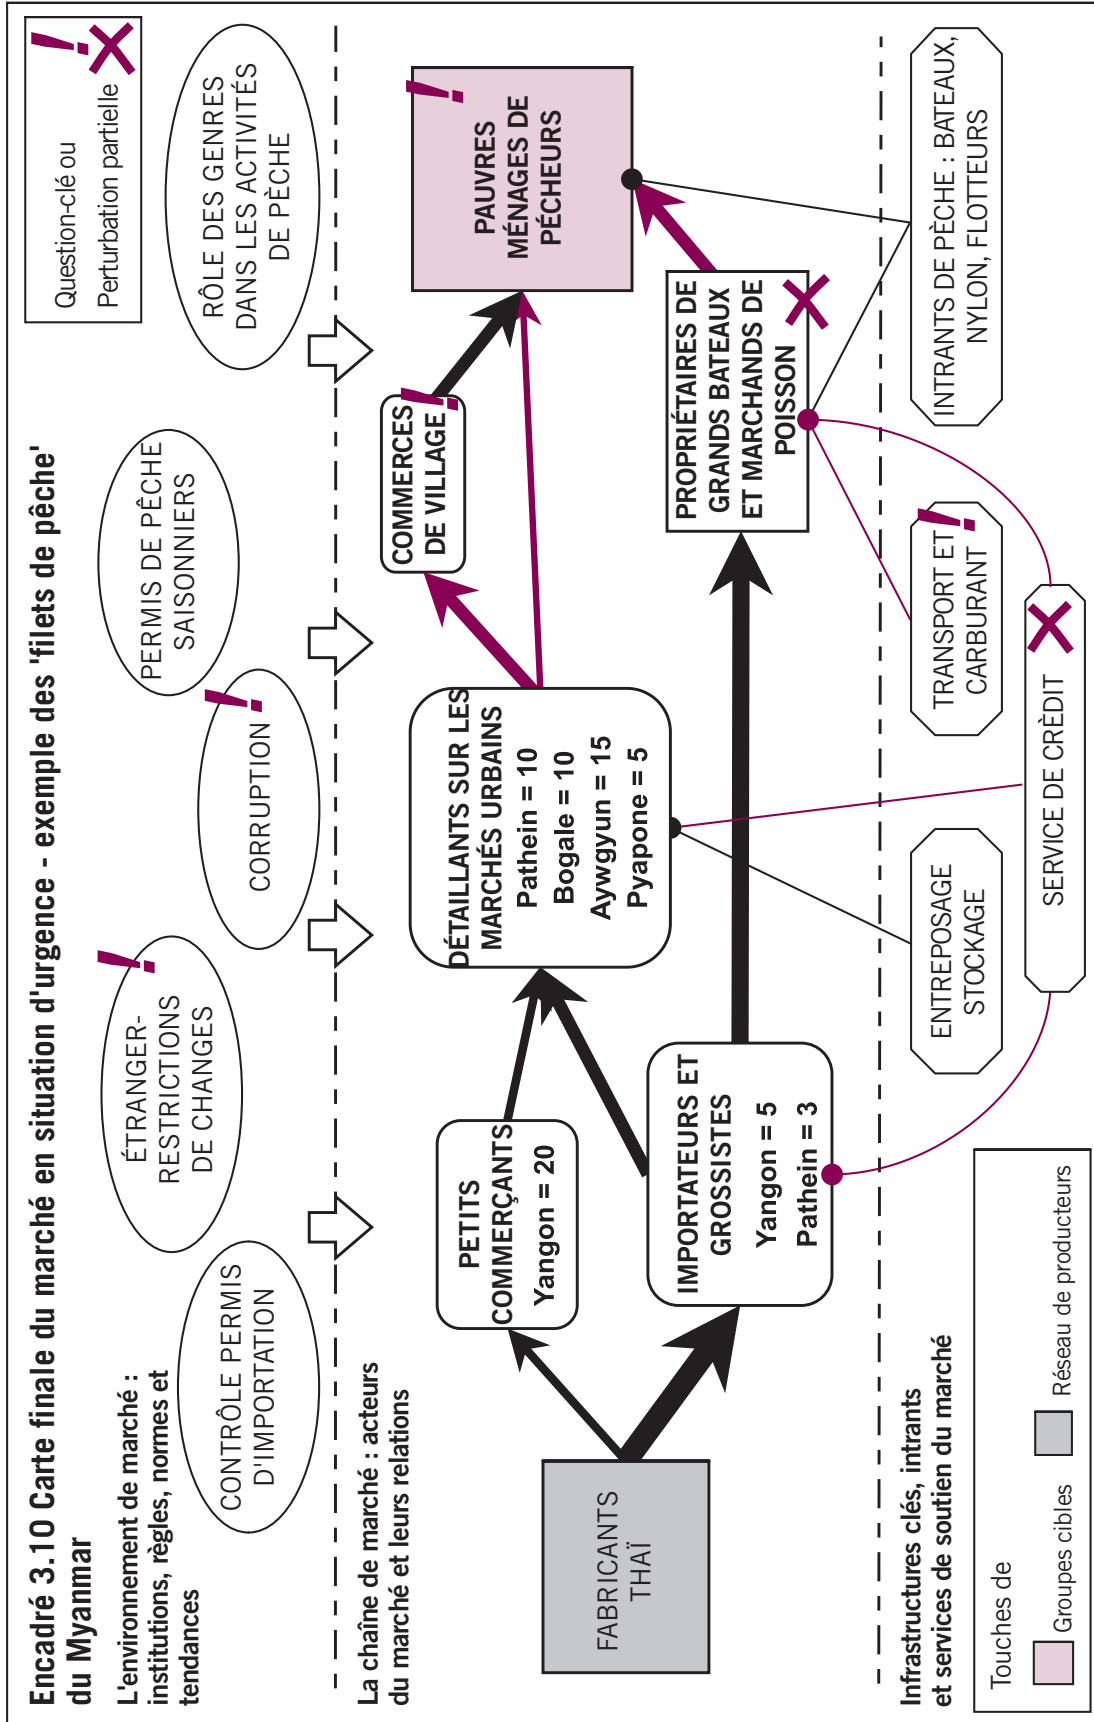 Encadré 3.10 Carte finale du marché en situation d'urgence - exemple des 'filets de pêche'
du Myanmar
Question-clé ou
Perturbation partielle
L'environnement de marché :
institutions, règles, normes et
tendances
CONTRÔLE PERMIS
D'IMPORTATION
ÉTRANGER-
RESTRICTIONS
DE CHANGES
CORRUPTION
PERMIS DE PÊCHE
SAISONNIERS
RÔLE DES GENRES
DANS LES ACTIVITÉS
DE PÈCHE
La chaîne de marché : acteurs
du marché et leurs relations
FABRICANTS
THAÏ
PETITS
COMMERÇANTS
Yangon = 20
IMPORTATEURS ET
GROSSISTES
Yangon = 5
Pathein = 3
DÉTAILLANTS SUR LES
MARCHÉS URBAINS
Pathein = 10
Bogale = 10
Aywgyun = 15
Pyapone = 5
COMMERCES
DE VILLAGE
PAUVRES
MÉNAGES DE
PÉCHEURS
PROPRIÉTAIRES DE
GRANDS BATEAUX
ET MARCHANDS DE
POISSON
Infrastructures clés, intrants
et services de soutien du marché
ENTREPOSAGE
STOCKAGE
TRANSPORT ET
CARBURANT
INTRANTS DE PÈCHE : BATEAUX,
NYLON, FLOTTEURS
SERVICE DE CRÈDIT
Touches de
Groupes cibles
Réseau de producteurs